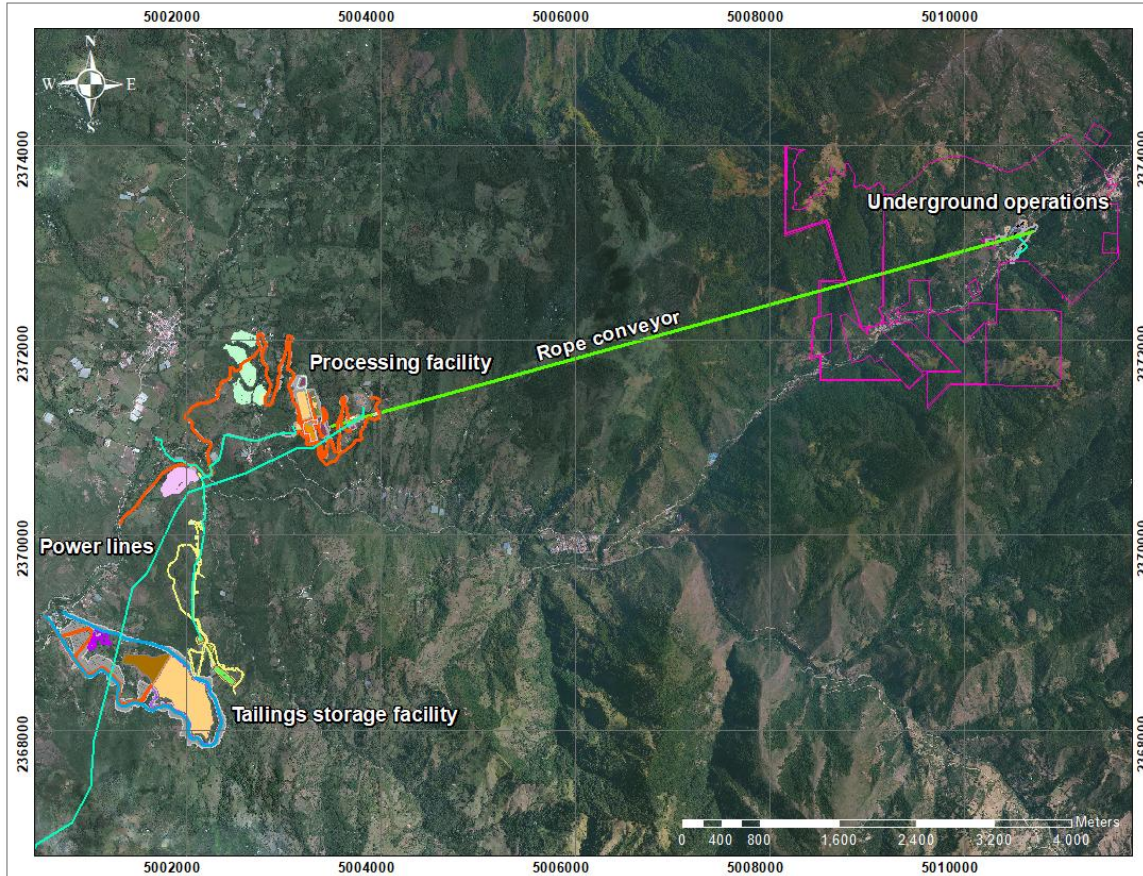 5002000 5004000 5006000 5008000 5010000
N
W E
S
2374000 2374000
Underground operations
2372000 2372000
Rope conveyor
Processing facility
2370000 2370000
Power lines
Tailings storage facility
2368000 2368000
Meters
0 400 800 1,600 2,400 3,200 4,000
5002000 5004000 5006000 5008000 5010000